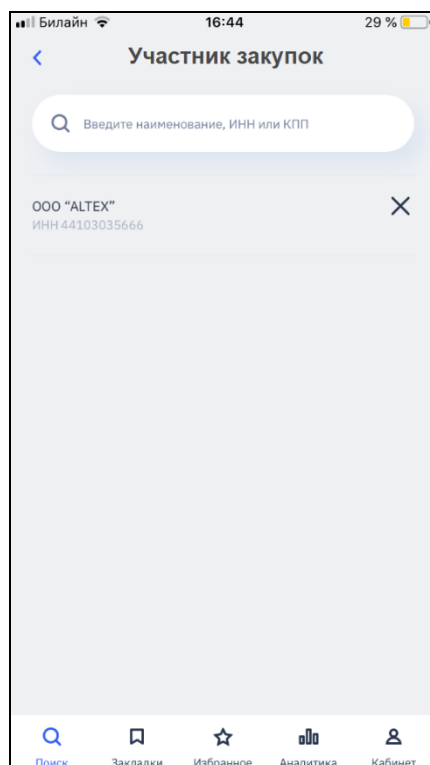 Билайн 16:44 29 %
Участник закупок
Введите наименование, ИНН или КПП
ООО “ALTEX”
ИНН 44103035666
Поиск Закладки Избранное Аналитика Кабинет